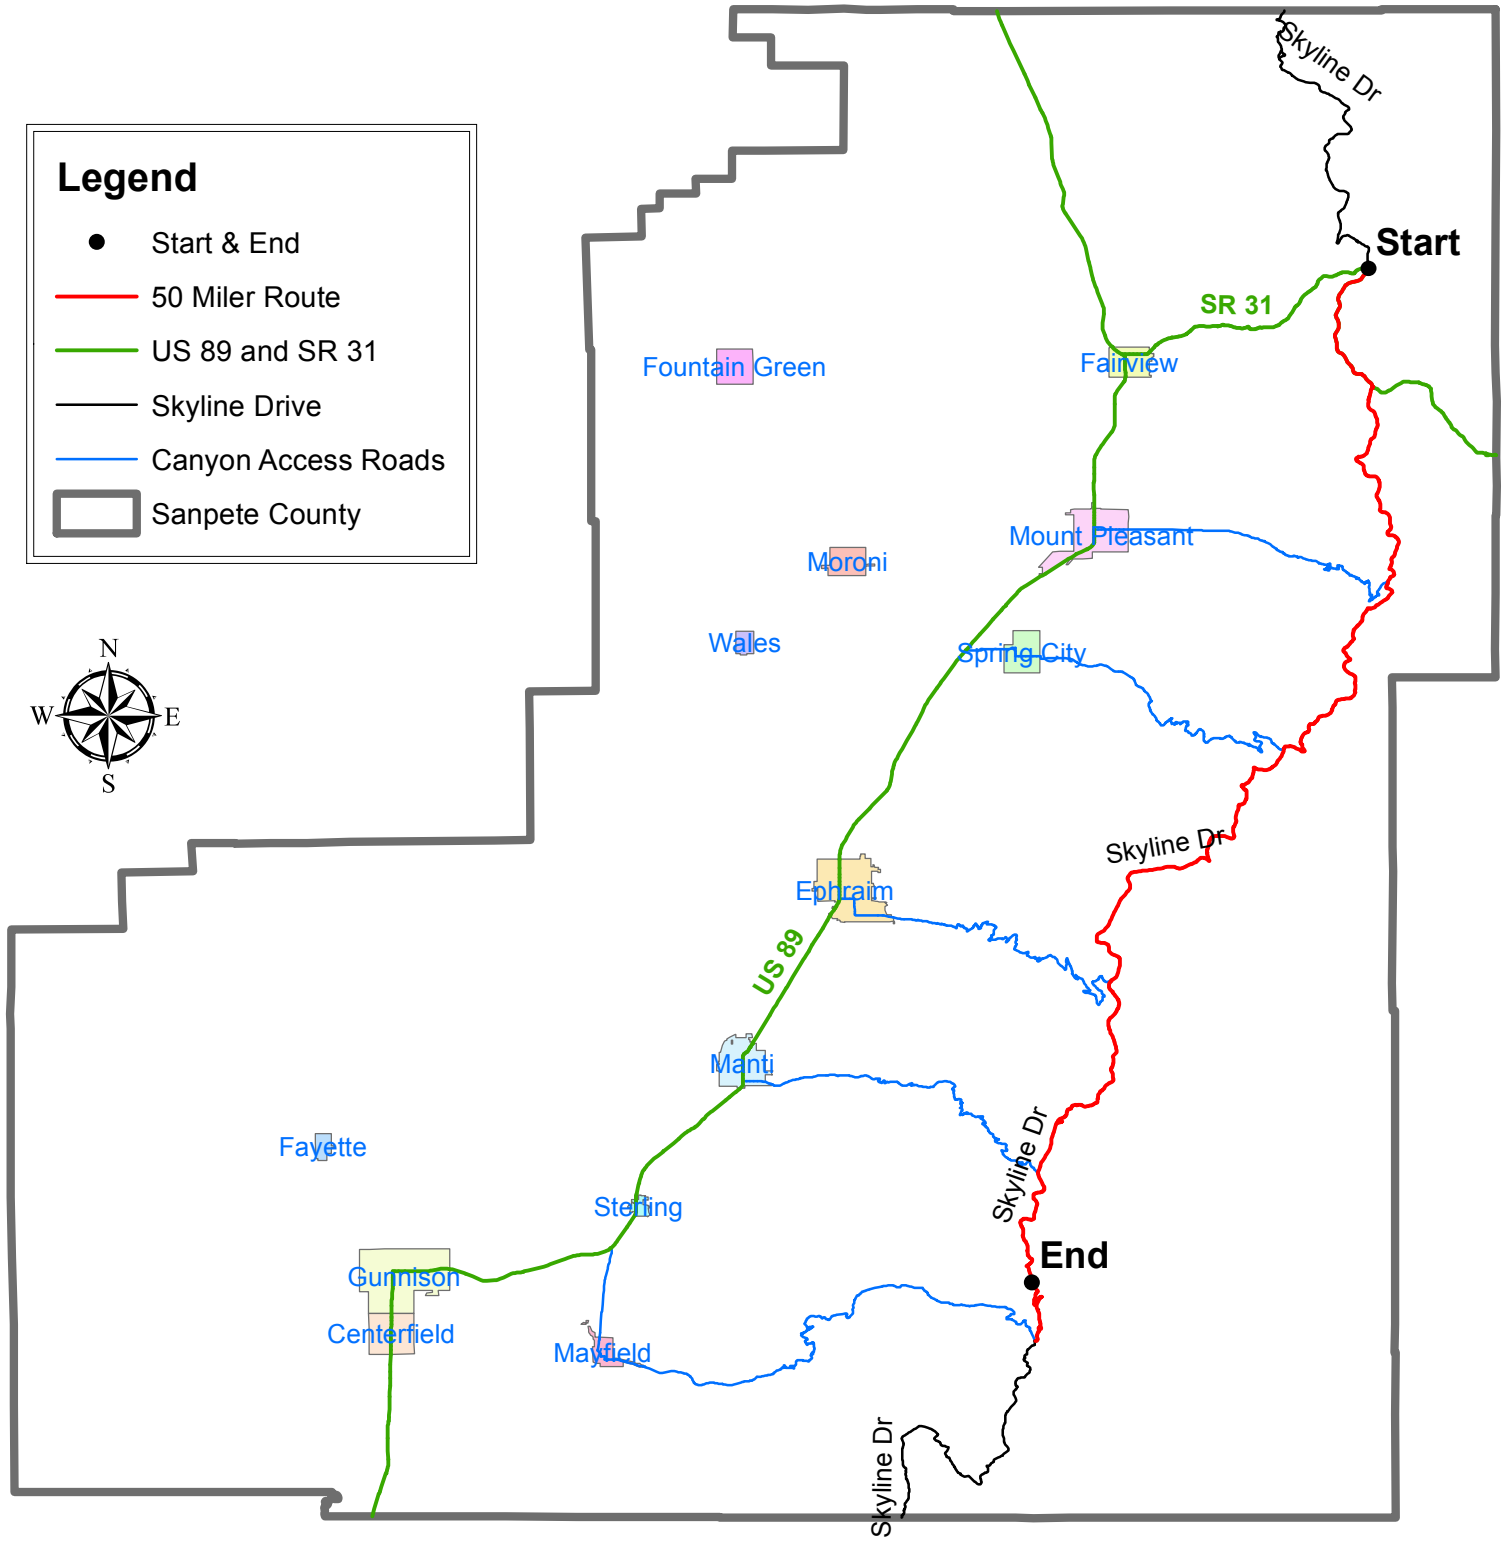 Skyline Dr
Legend
Start & End
50 Miler Route
US 89 and SR 31
Skyline Drive
Canyon Access Roads
Sanpete County
Start
SR 31
Fountain Green
Fairview
Mount Pleasant
Moroni
Wales
Spring City
N
W
E
S
Skyline Dr
Ephraim
US 89
Manti
Skyline Dr
Fayette
Sterling
End
Gunnison
Centerfield
Mayfield
Skyline Dr